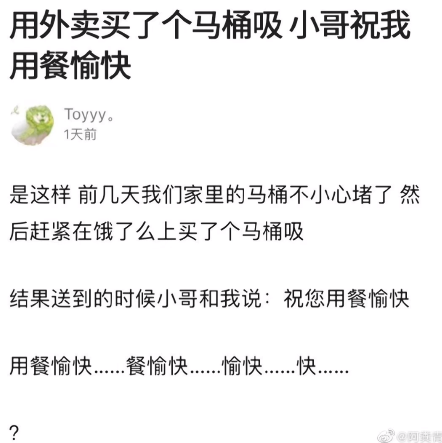 用外卖买了个马桶吸 小哥祝我
用餐愉快
Toyyy。
1天前
是这样 前几天我们家里的马桶不小心堵了 然
后赶紧在饿了么上买了个马桶吸
结果送到的时候小哥和我说：祝您用餐愉快
用餐愉快......餐愉快......愉快......快......
?